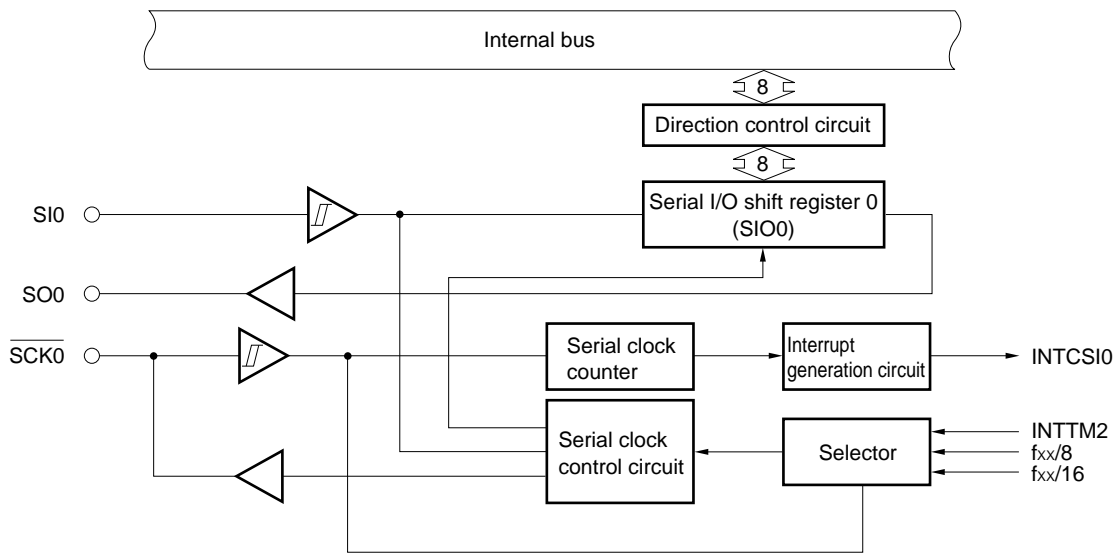 Internal bus
8
Direction control circuit
8
SI0
Serial I/O shift register 0
(SIO0)
SO0
SCK0
Serial clock
counter
Interrupt
generation circuit
INTCSI0
Serial clock
control circuit
Selector
INTTM2
fxx/8
fxx/16